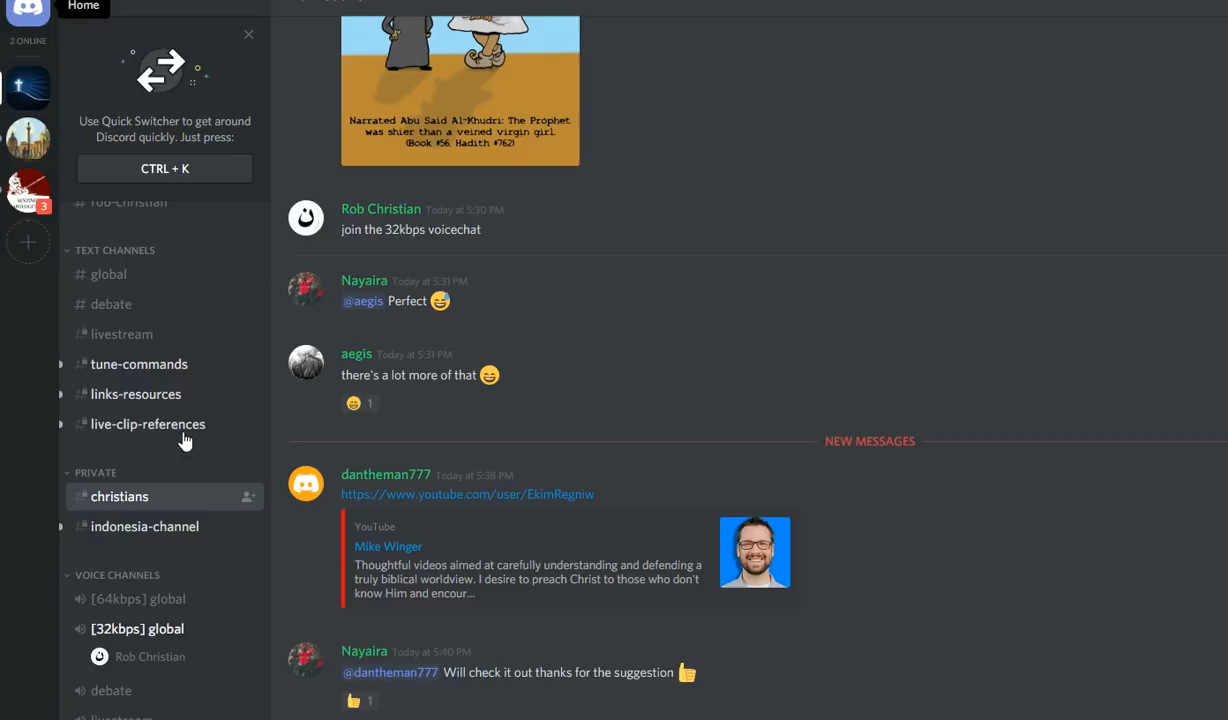 Home
2 ONLINE
Use Quick Switcher to get around
Discord quickly. Just press:
CTRL + K
3
# rob-christian
TEXT CHANNELS
# global
# debate
livestream
tune-commands
links-resources
live-clip-references
PRIVATE
christians
indonesia-channel
VOICE CHANNELS
[64kbps] global
[32kbps] global
Rob Christian
debate
livestream
Narrated Abu Said Al-Khudri: The Prophet
was shier than a veined virgin girl.
(Book #56, Hadith #762)
Rob Christian Today at 5:30 PM
join the 32kbps voicechat
Nayaira Today at 5:31 PM
@aegis Perfect
aegis Today at 5:31 PM
there's a lot more of that
1
NEW MESSAGES
dantheman777 Today at 5:38 PM
https://www.youtube.com/user/EkimRegniw
YouTube
Mike Winger
Thoughtful videos aimed at carefully understanding and defending a
truly biblical worldview. I desire to preach Christ to those who don't
know Him and encour...
Nayaira Today at 5:40 PM
@dantheman777 Will check it out thanks for the suggestion
1